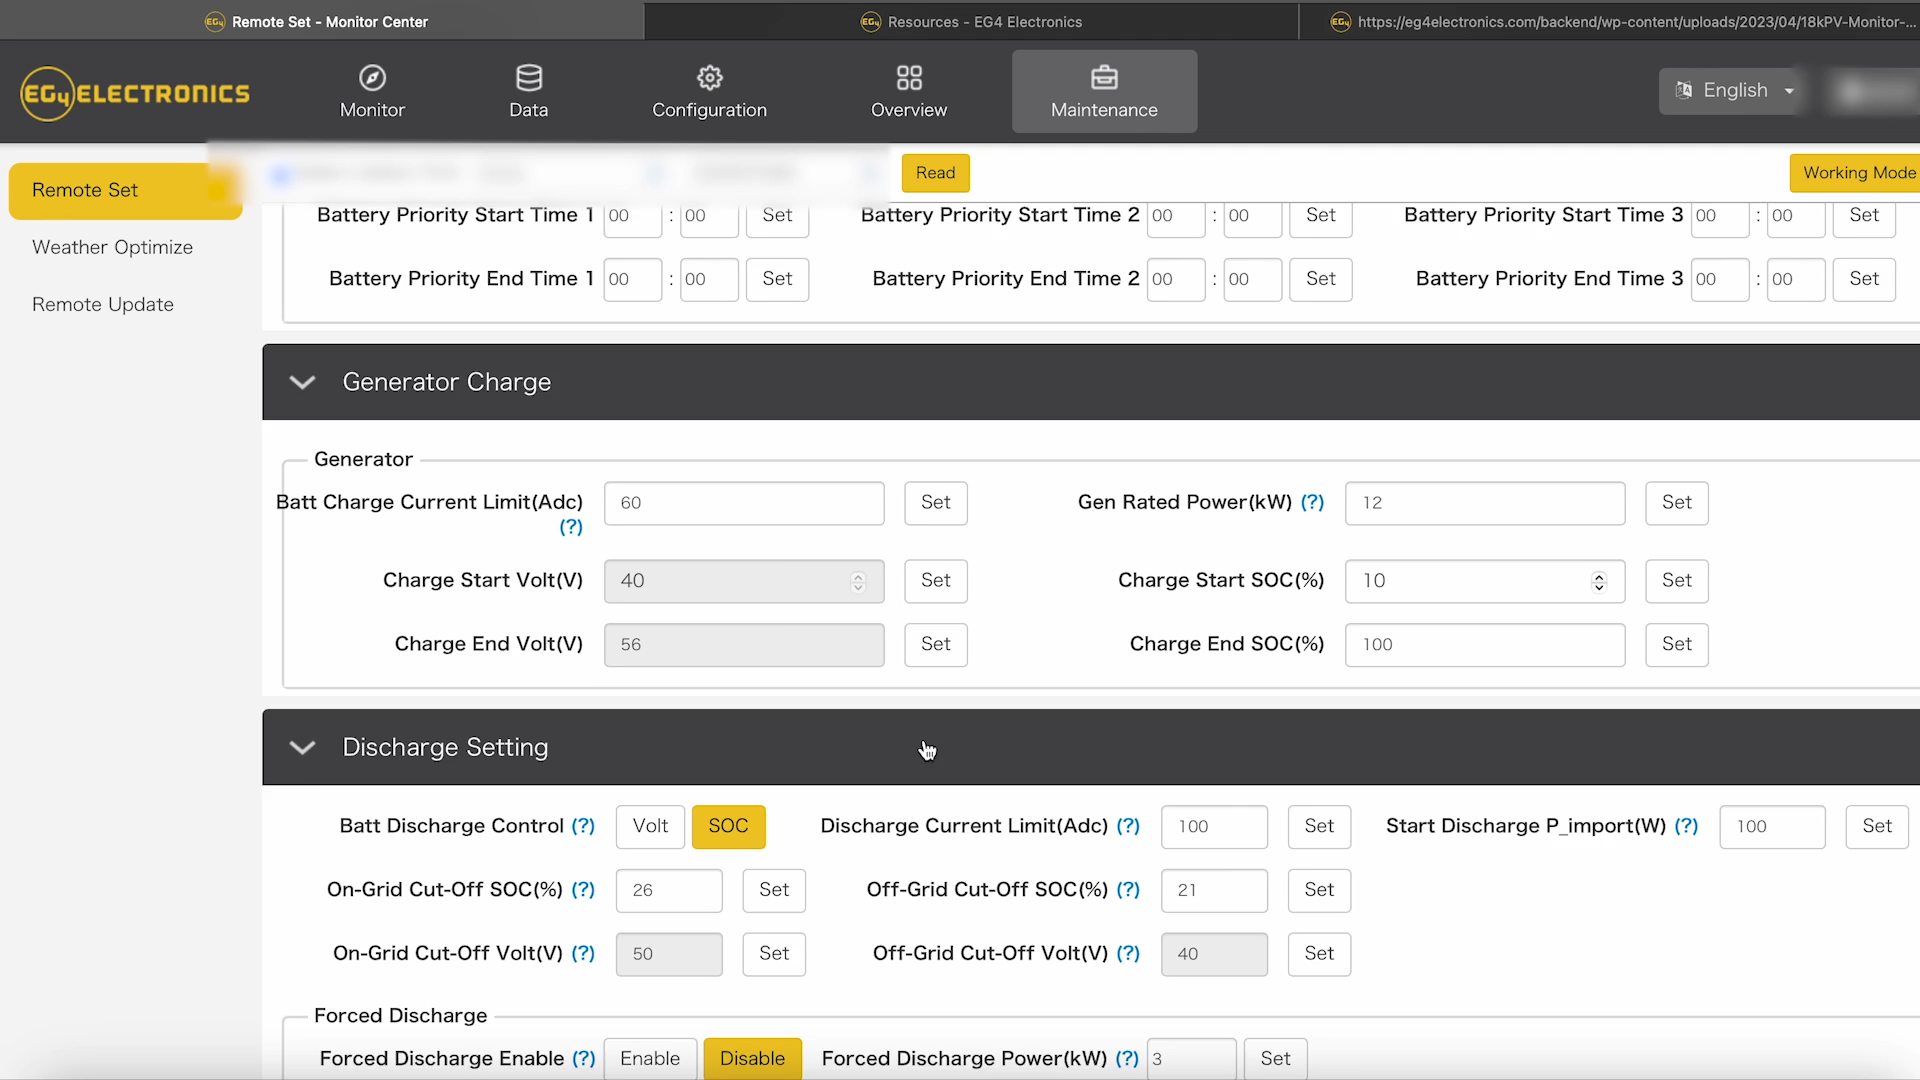 Remote Set - Monitor Center
Resources - EG4 Electronics
https://eg4electronics.com/backend/wp-content/uploads/2023/04/18kPV-Monitor-...
EG4 ELECTRONICS
Monitor
Data
Configuration
Overview
Maintenance
English
Remote Set
Weather Optimize
Remote Update
Read
Working Mode
Battery Priority Start Time 1 00 : 00 Set Battery Priority Start Time 2 00 : 00 Set Battery Priority Start Time 3 00 : 00 Set
Battery Priority End Time 1 00 : 00 Set Battery Priority End Time 2 00 : 00 Set Battery Priority End Time 3 00 : 00 Set
Generator Charge
Generator
Batt Charge Current Limit(Adc) (?) 60 Set Gen Rated Power(kW) (?) 12 Set
Charge Start Volt(V) 40 Set Charge Start SOC(%) 10 Set
Charge End Volt(V) 56 Set Charge End SOC(%) 100 Set
Discharge Setting
Batt Discharge Control (?) Volt SOC Discharge Current Limit(Adc) (?) 100 Set Start Discharge P_import(W) (?) 100 Set
On-Grid Cut-Off SOC(%) (?) 26 Set Off-Grid Cut-Off SOC(%) (?) 21 Set
On-Grid Cut-Off Volt(V) (?) 50 Set Off-Grid Cut-Off Volt(V) (?) 40 Set
Forced Discharge
Forced Discharge Enable (?) Enable Disable Forced Discharge Power(kW) (?) 3 Set